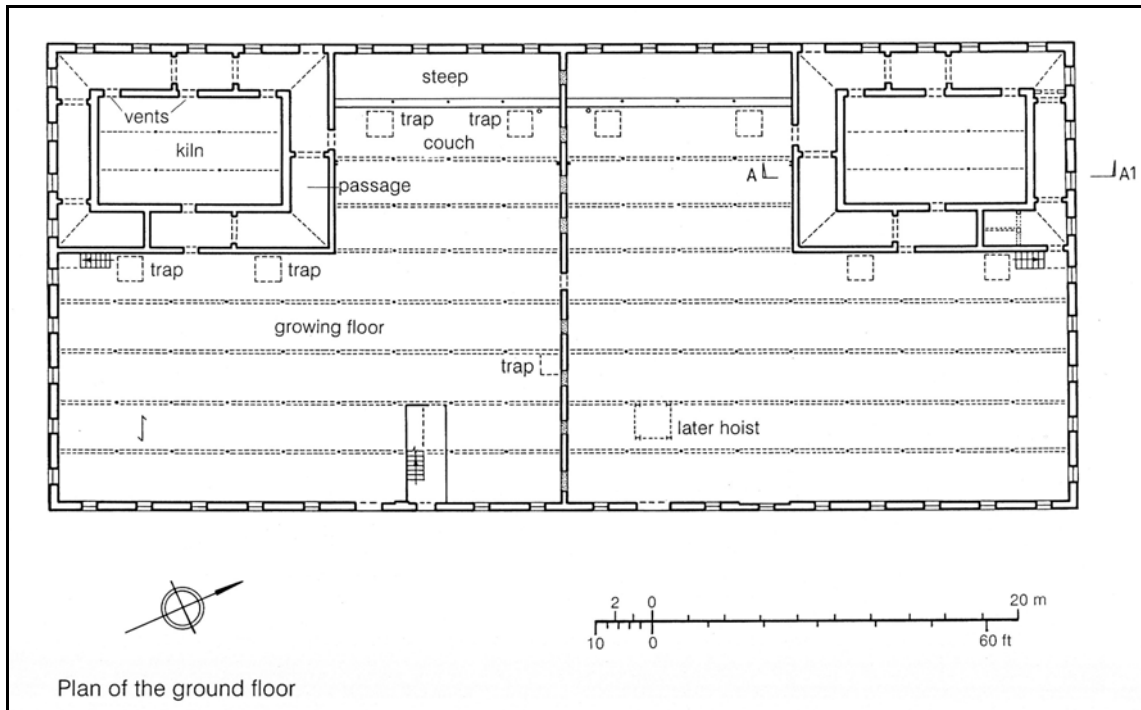 steep
vents
trap
trap
couch
kiln
A
A1
passage
trap
trap
growing floor
trap
later hoist
2
0
20 m
10
0
60 ft
Plan of the ground floor